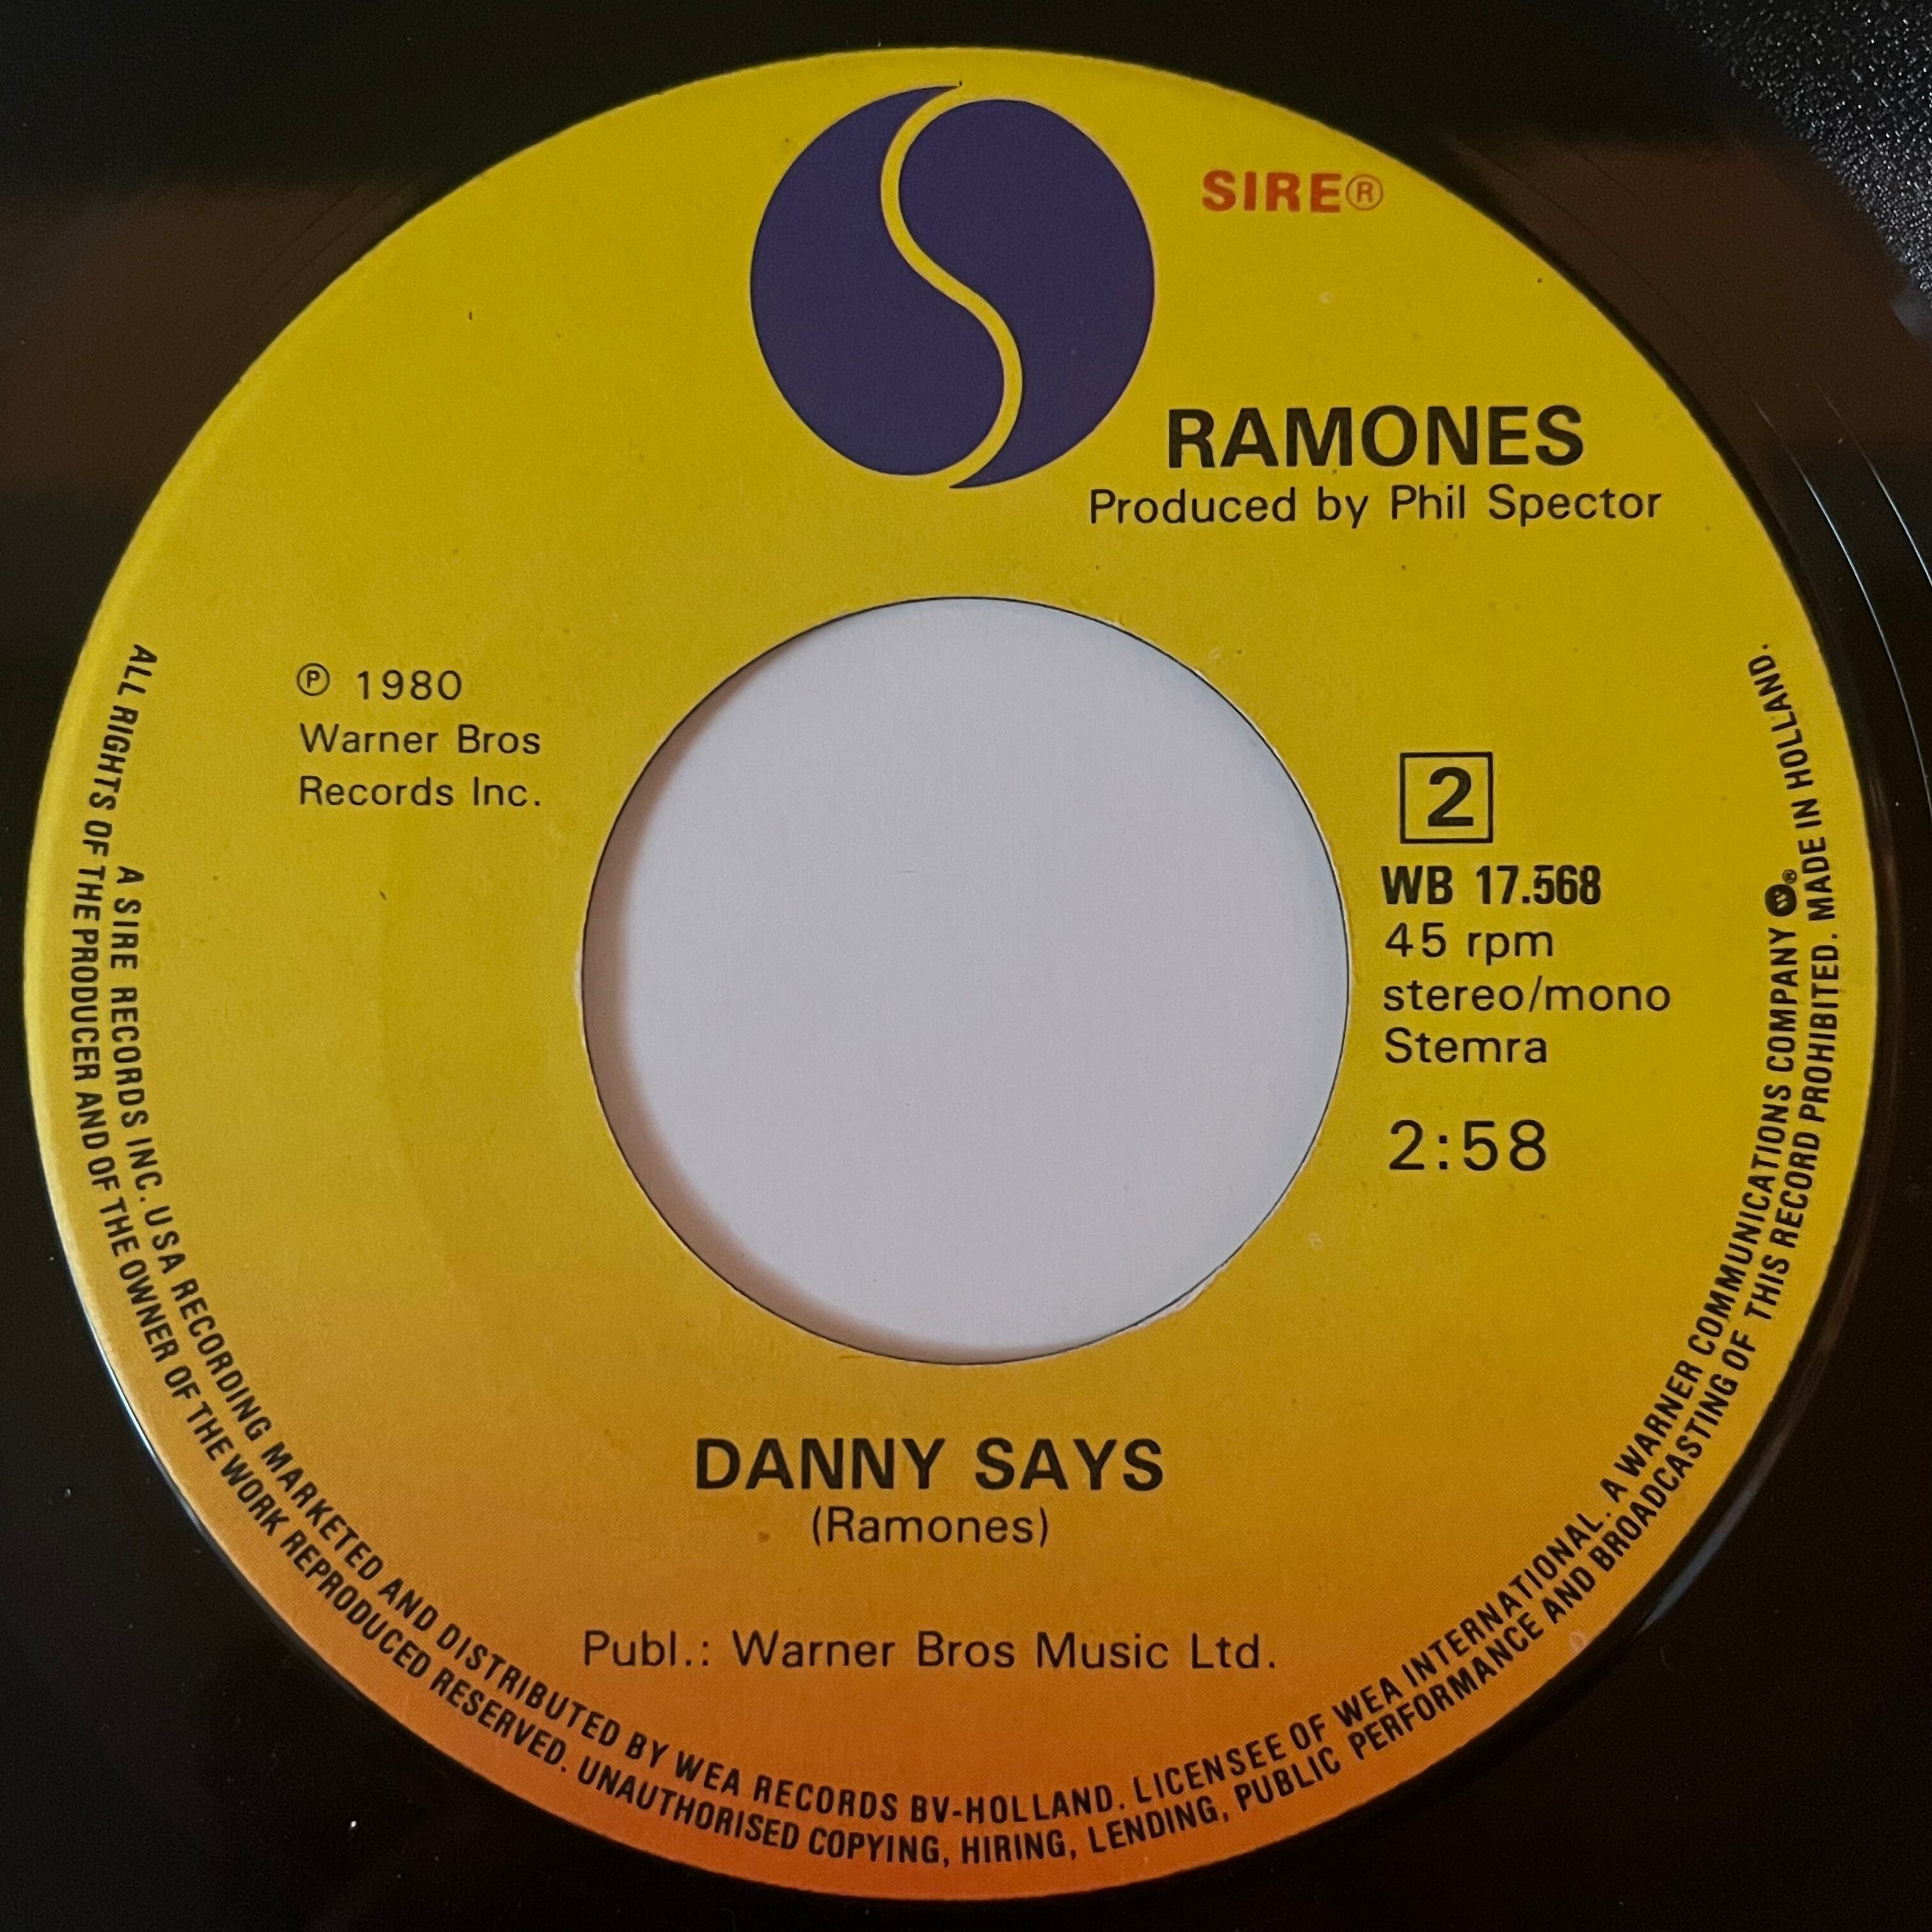 SIRE®
RAMONES
Produced by Phil Spector
℗ 1980
Warner Bros
Records Inc.
2
WB 17.568
45 rpm
stereo/mono
Stemra
2:58
DANNY SAYS
(Ramones)
Publ.: Warner Bros Music Ltd.
A SIRE RECORDS INC. USA RECORDING MARKETED AND DISTRIBUTED BY WEA RECORDS BV-HOLLAND. LICENSEE OF WEA INTERNATIONAL. A WARNER COMMUNICATIONS COMPANY W®
ALL RIGHTS OF THE PRODUCER AND OF THE OWNER OF THE WORK REPRODUCED RESERVED. UNAUTHORISED COPYING, HIRING, LENDING, PUBLIC PERFORMANCE AND BROADCASTING OF THIS RECORD PROHIBITED. MADE IN HOLLAND.